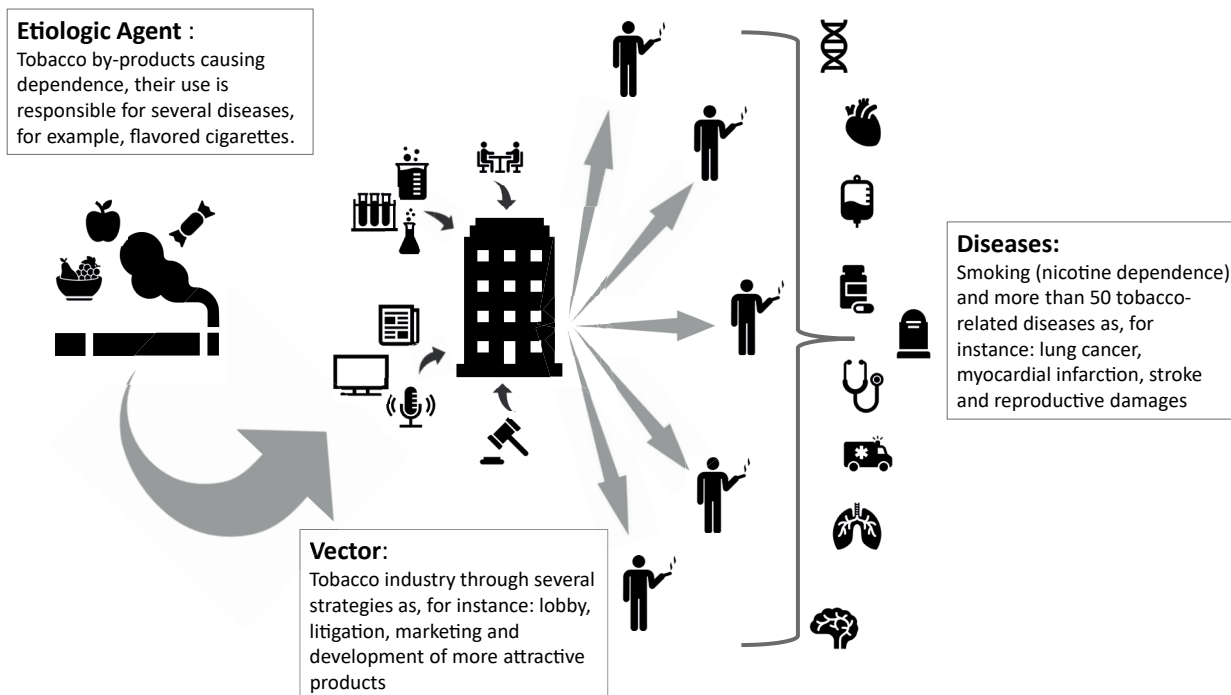 Etiologic Agent :
Tobacco by-products causing
dependence, their use is
responsible for several diseases,
for example, flavored cigarettes.
Diseases:
Smoking (nicotine dependence)
and more than 50 tobacco-
related diseases as, for
instance: lung cancer,
myocardial infarction, stroke
and reproductive damages
Vector:
Tobacco industry through several
strategies as, for instance: lobby,
litigation, marketing and
development of more attractive
products